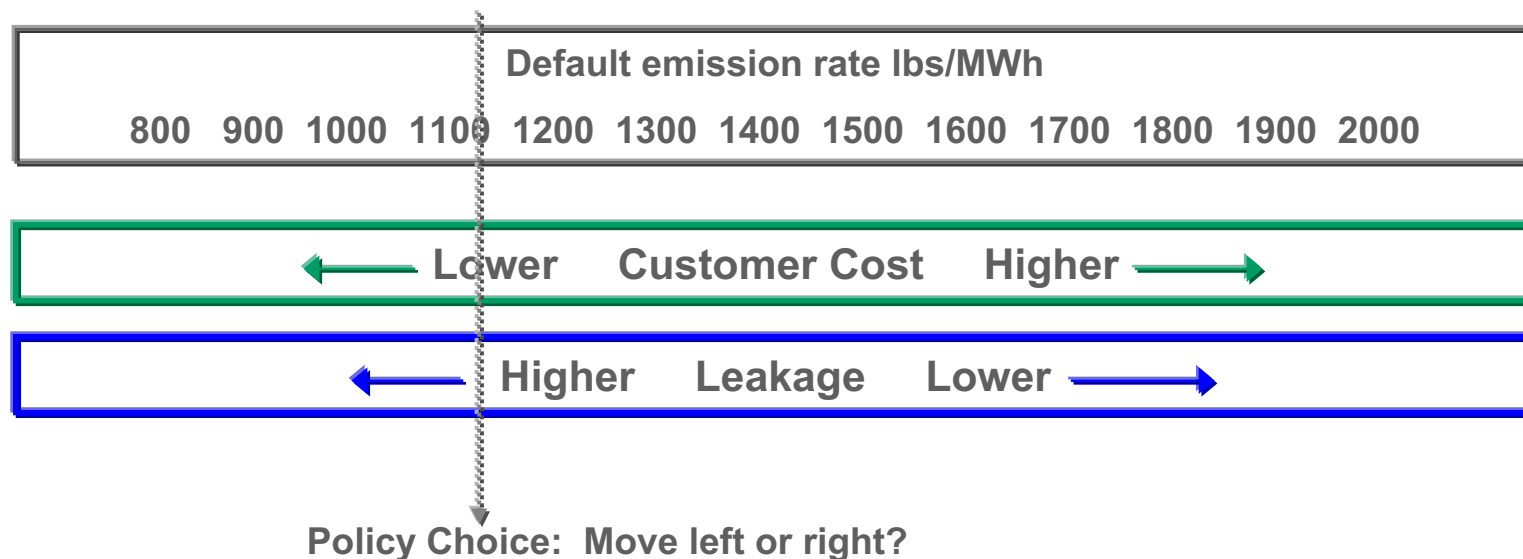 Default emission rate lbs/MWh
800 900 1000 1100 1200 1300 1400 1500 1600 1700 1800 1900 2000
Lower Customer Cost Higher
Higher Leakage Lower
Policy Choice: Move left or right?